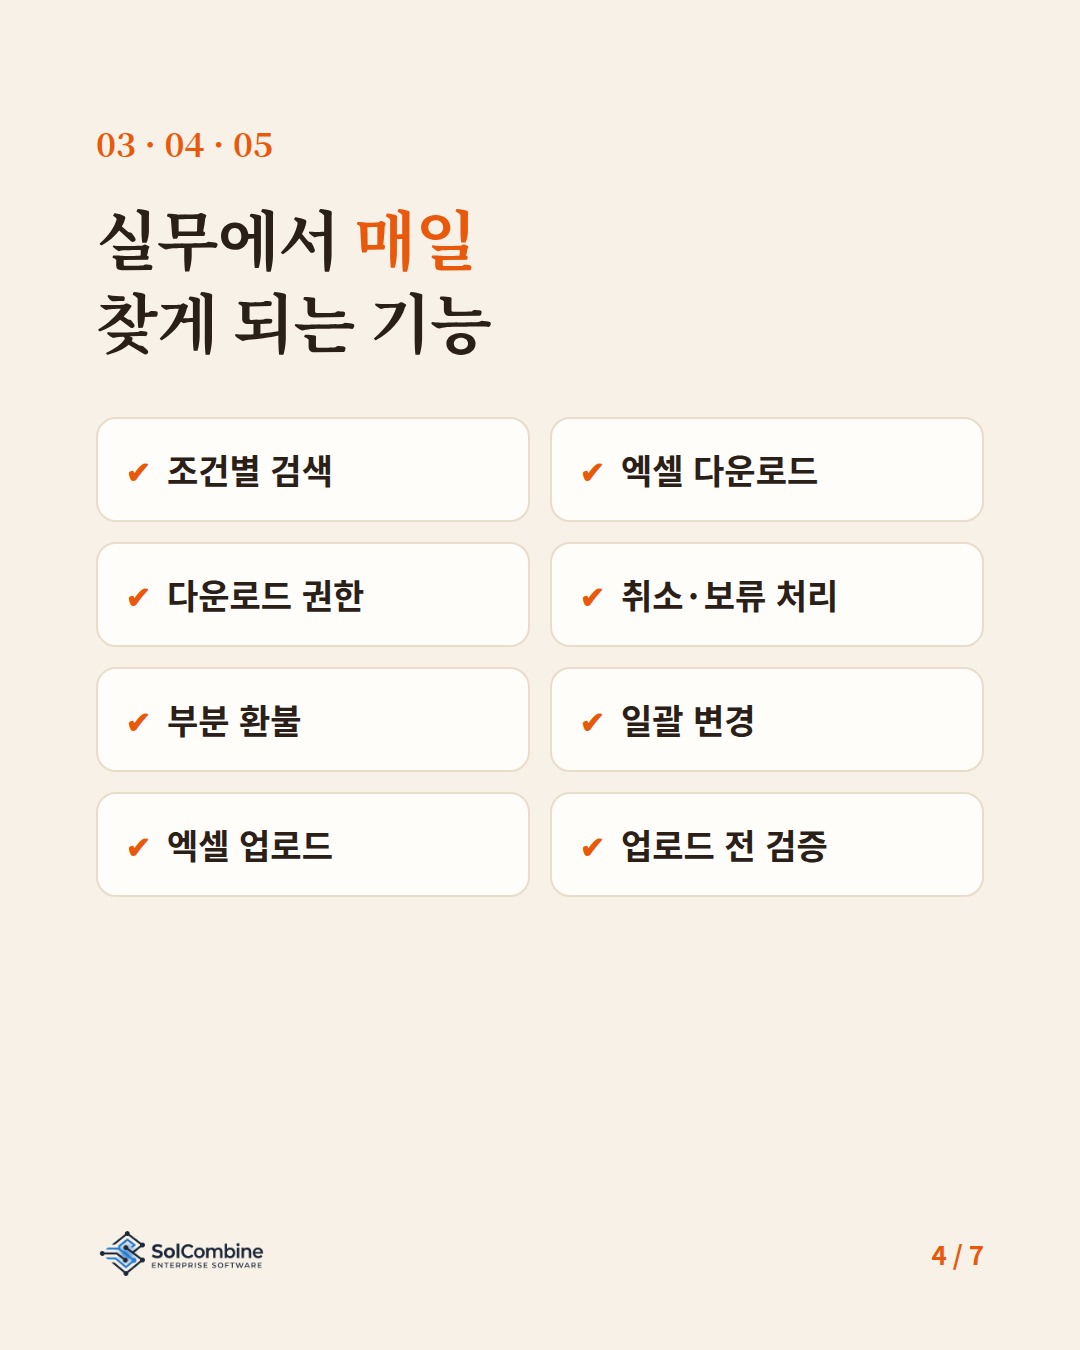 03 · 04 · 05
실무에서 매일
찾게 되는 기능
✔ 조건별 검색
✔ 엑셀 다운로드
✔ 다운로드 권한
✔ 취소·보류 처리
✔ 부분 환불
✔ 일괄 변경
✔ 엑셀 업로드
✔ 업로드 전 검증
SolCombine
ENTERPRISE SOFTWARE
4 / 7